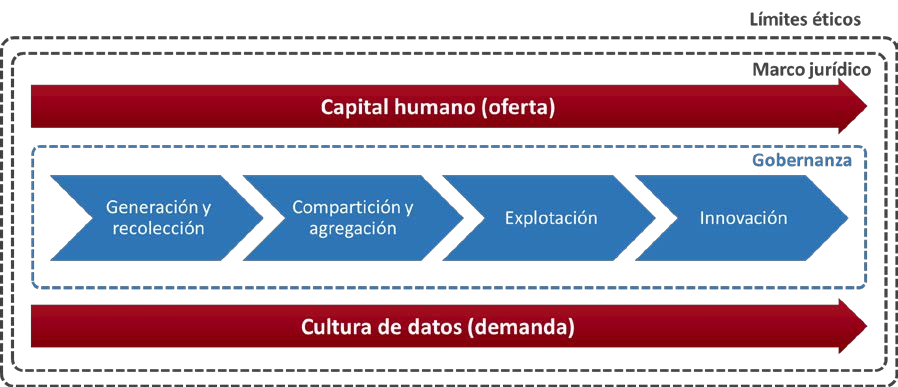 Límites éticos
Marco jurídico
Capital humano (oferta)
Gobernanza
Generación y
recolección
Compartición y
agregación
Explotación
Innovación
Cultura de datos (demanda)